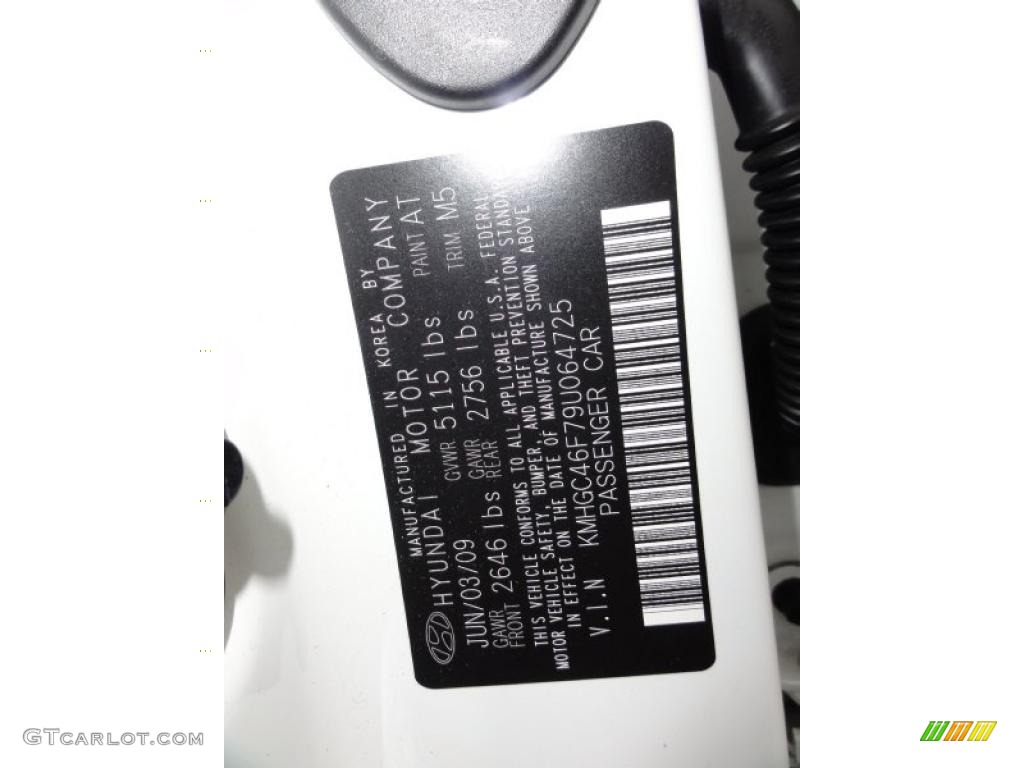 MANUFACTURED IN KOREA BY
HYUNDAI MOTOR COMPANY
JUN/03/09 GVWR 5115 lbs PAINT AT
GAWR FRONT 2646 lbs GAWR REAR 2756 lbs TRIM M5
THIS VEHICLE CONFORMS TO ALL APPLICABLE U.S.A. FEDERAL
MOTOR VEHICLE SAFETY, BUMPER, AND THEFT PREVENTION STANDAR
IN EFFECT ON THE DATE OF MANUFACTURE SHOWN ABOVE
V.I.N KMHGC46F79U064725
PASSENGER CAR
GTCARLOT.COM